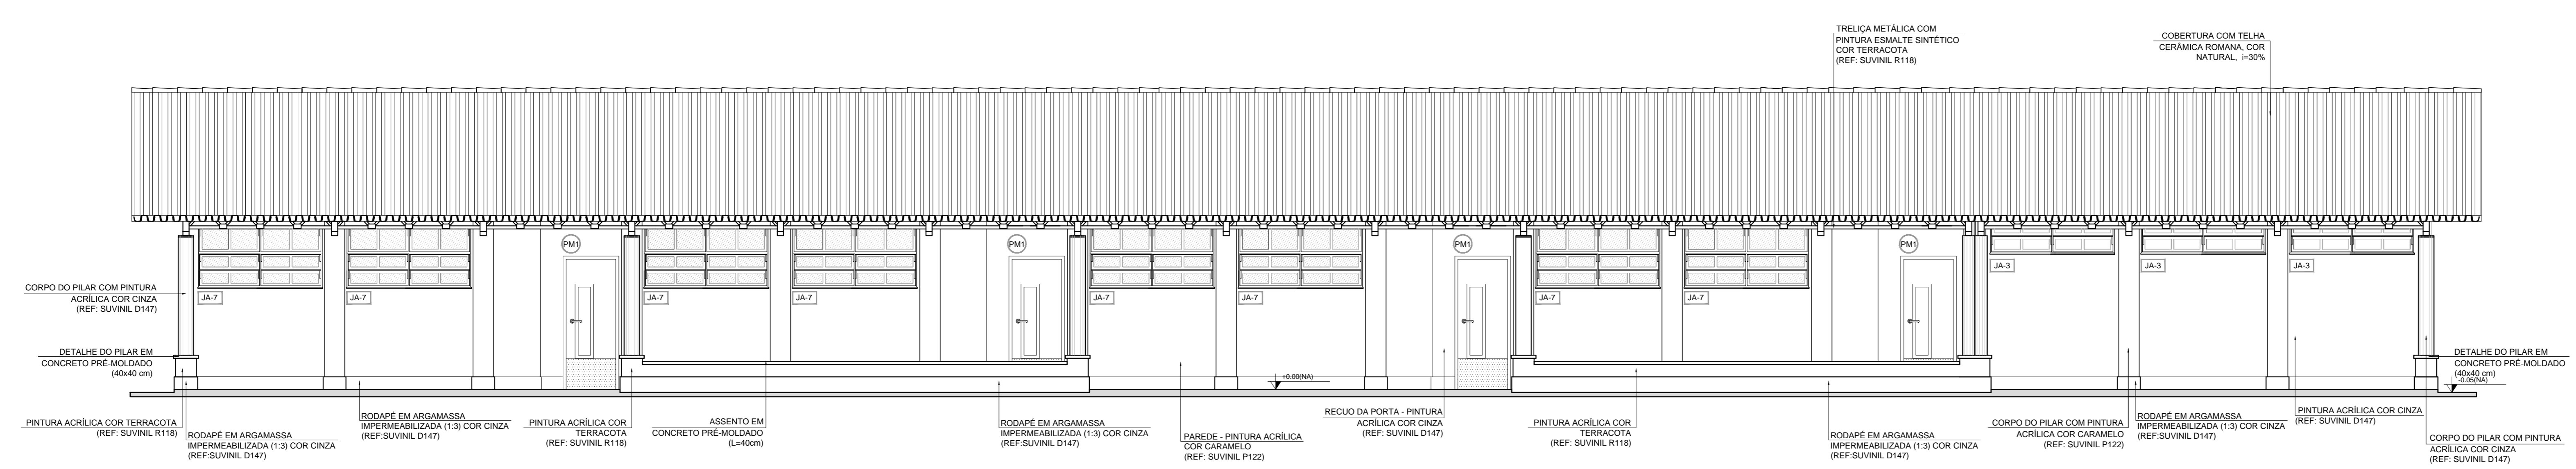 TRELIÇA METÁLICA COM
PINTURA ESMALTE SINTÉTICO
COR TERRACOTA
(REF: SUVINIL R118)
COBERTURA COM TELHA
CERÂMICA ROMANA, COR
NATURAL, i=30%
PM1
PM1
PM1
PM1
JA-7
JA-7
JA-7
JA-7
JA-7
JA-7
JA-7
JA-7
JA-3
JA-3
JA-3
CORPO DO PILAR COM PINTURA
ACRÍLICA COR CINZA
(REF: SUVINIL D147)
DETALHE DO PILAR EM
CONCRETO PRÉ-MOLDADO
(40x40 cm)
DETALHE DO PILAR EM
CONCRETO PRÉ-MOLDADO
(40x40 cm)
+0.00(NA)
-0.05(NA)
PINTURA ACRÍLICA COR TERRACOTA
(REF: SUVINIL R118)
RODAPÉ EM ARGAMASSA
IMPERMEABILIZADA (1:3) COR CINZA
(REF:SUVINIL D147)
RODAPÉ EM ARGAMASSA
IMPERMEABILIZADA (1:3) COR CINZA
(REF:SUVINIL D147)
PINTURA ACRÍLICA COR
TERRACOTA
(REF: SUVINIL R118)
ASSENTO EM
CONCRETO PRÉ-MOLDADO
(L=40cm)
RODAPÉ EM ARGAMASSA
IMPERMEABILIZADA (1:3) COR CINZA
(REF:SUVINIL D147)
PAREDE - PINTURA ACRÍLICA
COR CARAMELO
(REF: SUVINIL P122)
RECUO DA PORTA - PINTURA
ACRÍLICA COR CINZA
(REF: SUVINIL D147)
PINTURA ACRÍLICA COR
TERRACOTA
(REF: SUVINIL R118)
RODAPÉ EM ARGAMASSA
IMPERMEABILIZADA (1:3) COR CINZA
(REF:SUVINIL D147)
CORPO DO PILAR COM PINTURA
ACRÍLICA COR CARAMELO
(REF: SUVINIL P122)
RODAPÉ EM ARGAMASSA
IMPERMEABILIZADA (1:3) COR CINZA
(REF:SUVINIL D147)
PINTURA ACRÍLICA COR CINZA
(REF: SUVINIL D147)
CORPO DO PILAR COM PINTURA
ACRÍLICA COR CINZA
(REF: SUVINIL D147)